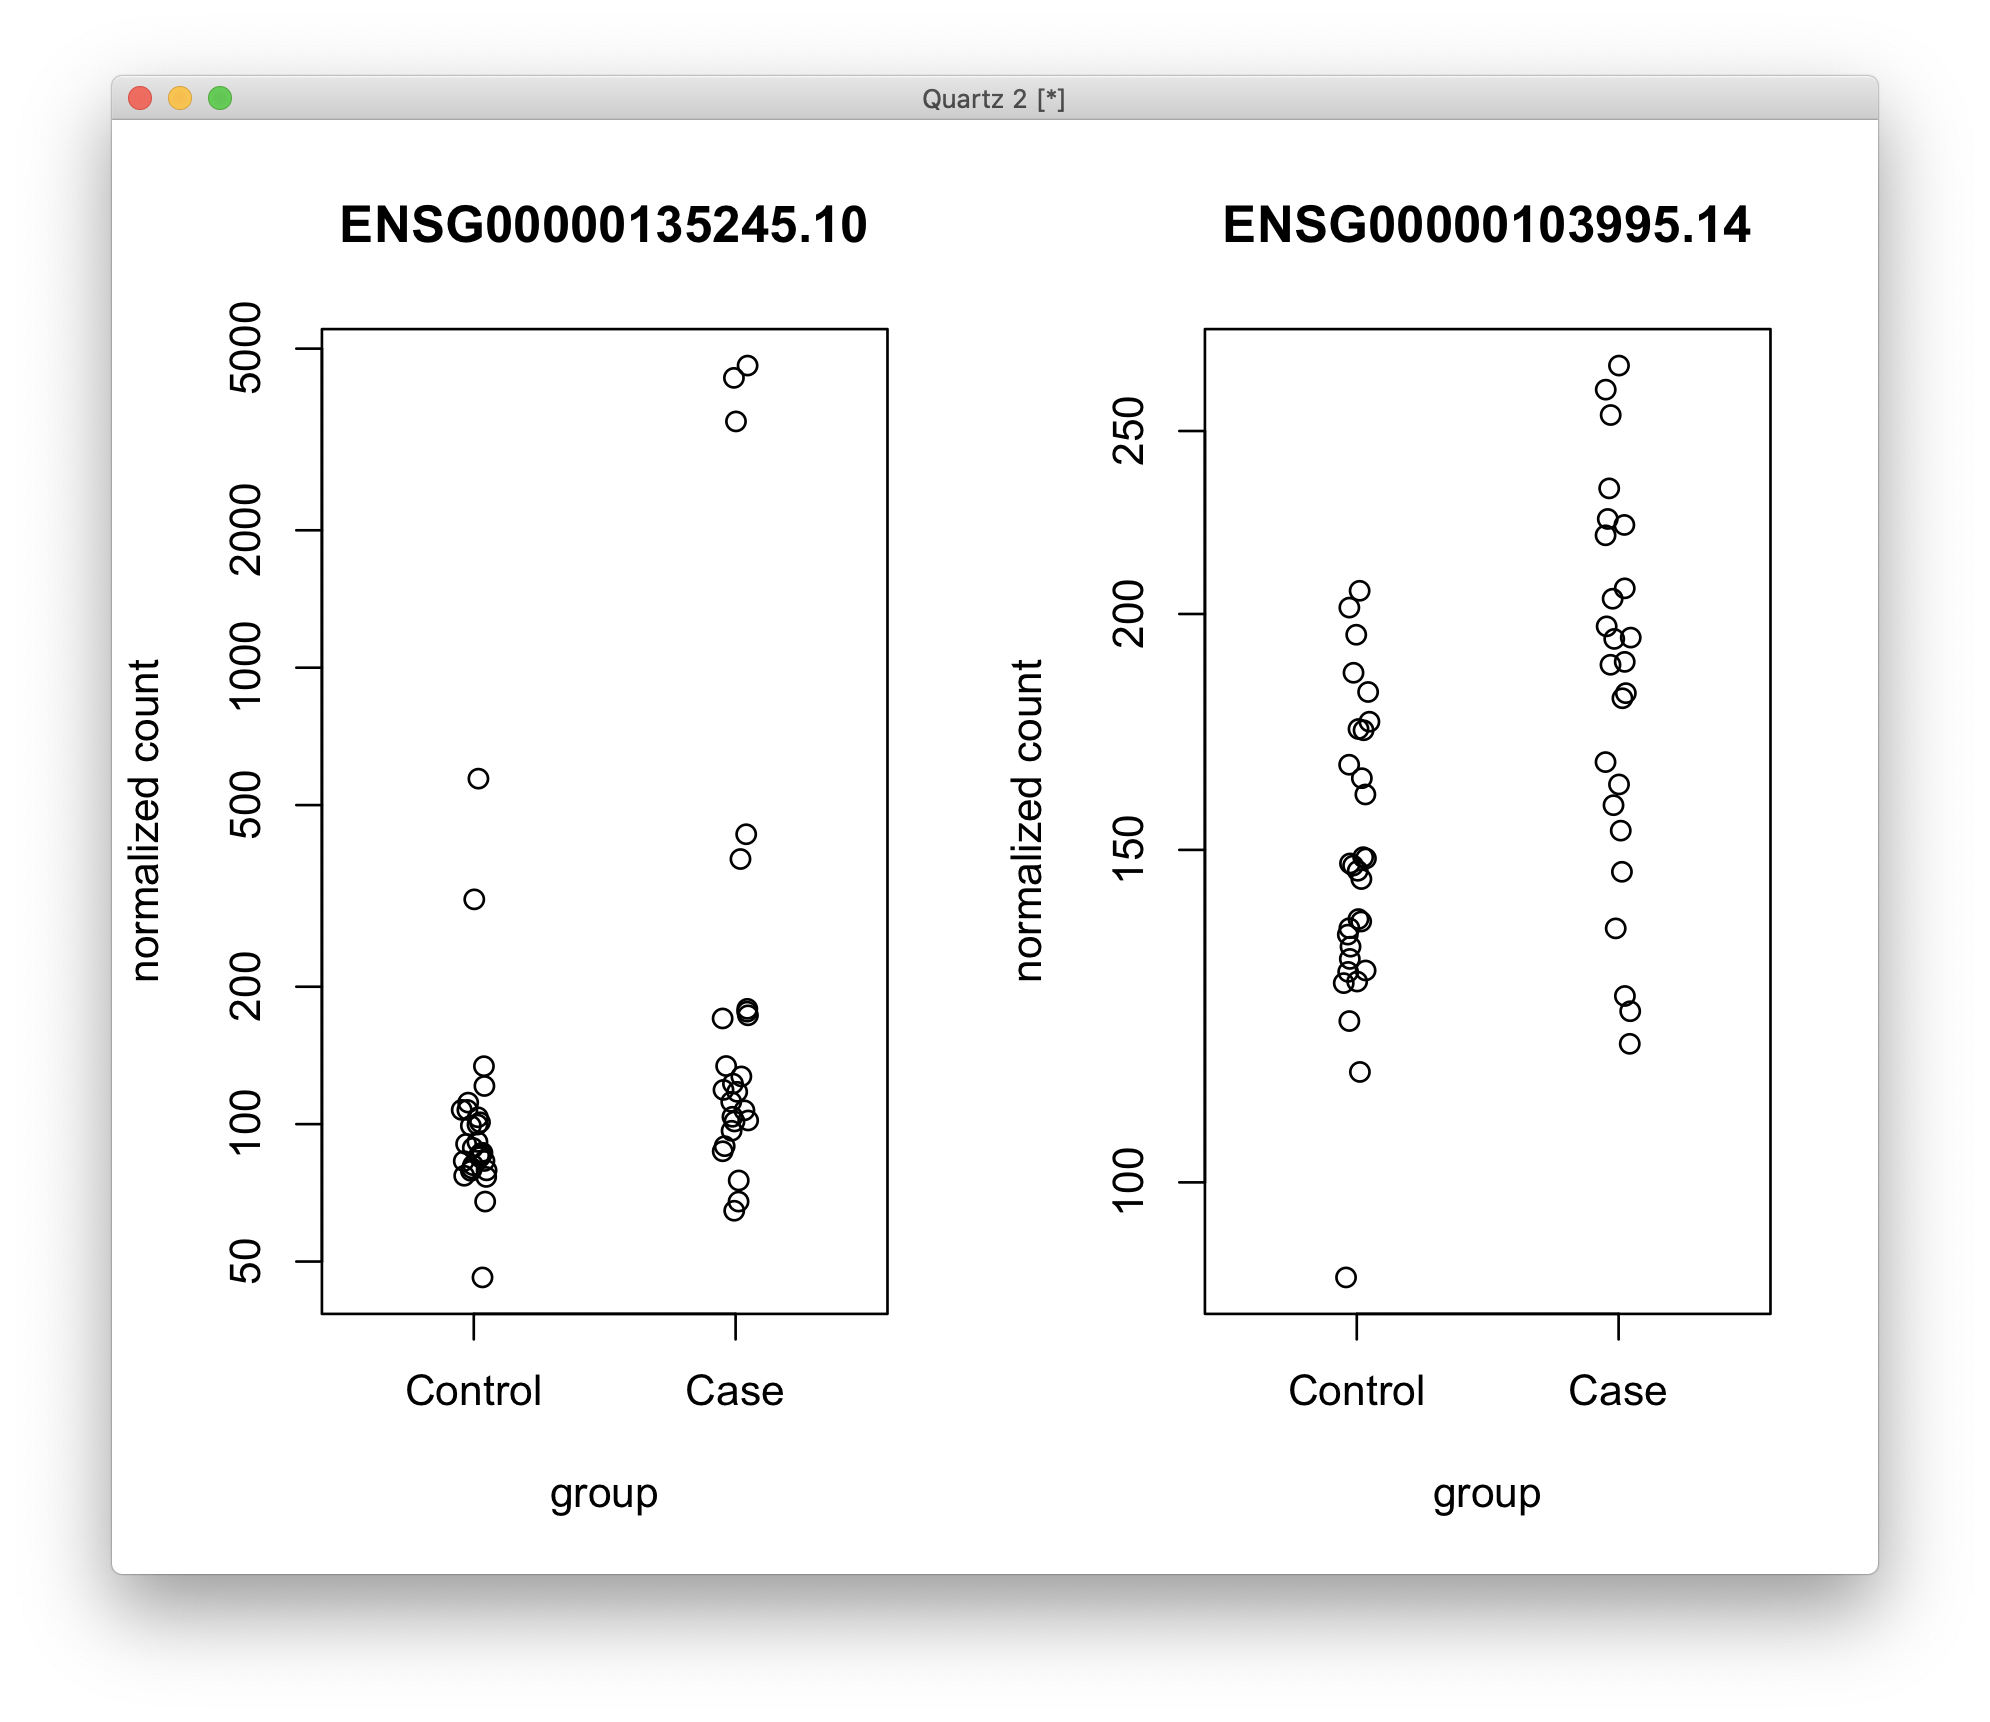 Quartz 2 [*]
ENSG00000135245.10
normalized count
5000
2000
1000
500
200
100
50
Control
Case
group
ENSG00000103995.14
normalized count
250
200
150
100
Control
Case
group